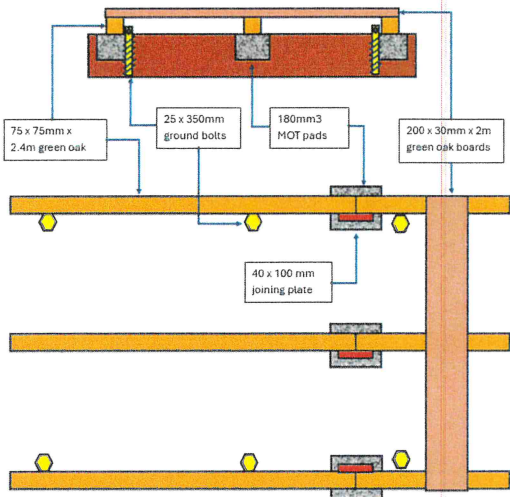 75 x 75mm x
2.4m green oak
25 x 350mm
ground bolts
180mm3
MOT pads
200 x 30mm x 2m
green oak boards
40 x 100 mm
joining plate